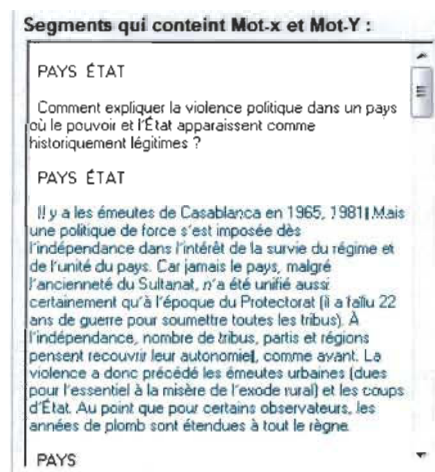 Segments qui conteint Mot-x et Mot-Y :
PAYS ÉTAT
Comment expliquer la violence politique dans un pays
où le pouvoir et l'État apparaissent comme
historiquement légitimes ?
PAYS ÉTAT
Il y a les émeutes de Casablanca en 1965, 1981[ Mais
une politique de force s'est imposée dès
l'indépendance dans l'intérêt de la survie du régime et
de l'unité du pays. Car jamais le pays, malgré
l'ancienneté du Sultanat, n'a été unifié aussi
certainement qu'à l'époque du Protectorat (il a fallu 22
ans de guerre pour soumettre toutes les tribus). À
l'indépendance, nombre de tribus, partis et régions
pensent recouvrir leur autonomie[, comme avant. La
violence a donc précédé les émeutes urbaines (dues
pour l'essentiel à la misère de l'exode rural) et les coups
d'État. Au point que pour certains observateurs, les
années de plomb sont étendues à tout le règne.
PAYS